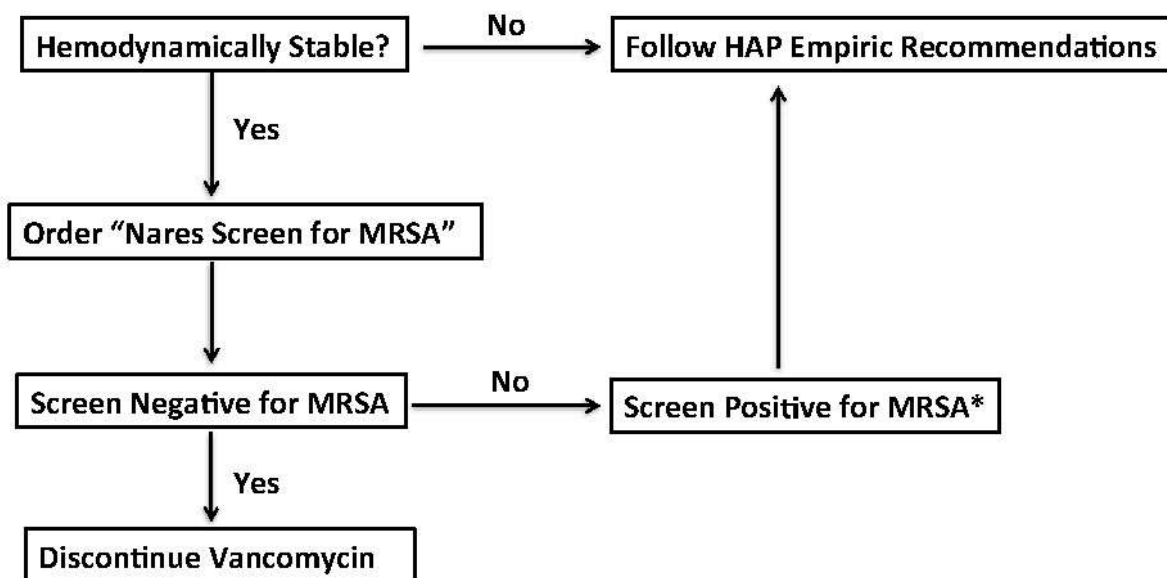 Hemodynamically Stable?
No
Follow HAP Empiric Recommendations
Yes
Order “Nares Screen for MRSA”
Screen Negative for MRSA
No
Screen Positive for MRSA*
Yes
Discontinue Vancomycin